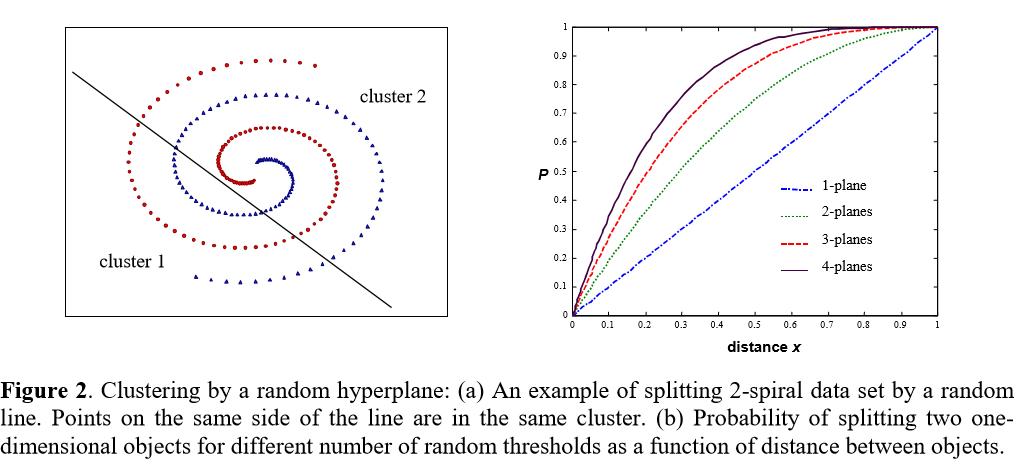 cluster 2
cluster 1
1
0.9
0.8
0.7
0.6
P 0.5
0.4
0.3
0.2
0.1
0
0 0.1 0.2 0.3 0.4 0.5 0.6 0.7 0.8 0.9 1
distance x
1-plane
2-planes
3-planes
4-planes
Figure 2. Clustering by a random hyperplane: (a) An example of splitting 2-spiral data set by a random
line. Points on the same side of the line are in the same cluster. (b) Probability of splitting two one-
dimensional objects for different number of random thresholds as a function of distance between objects.